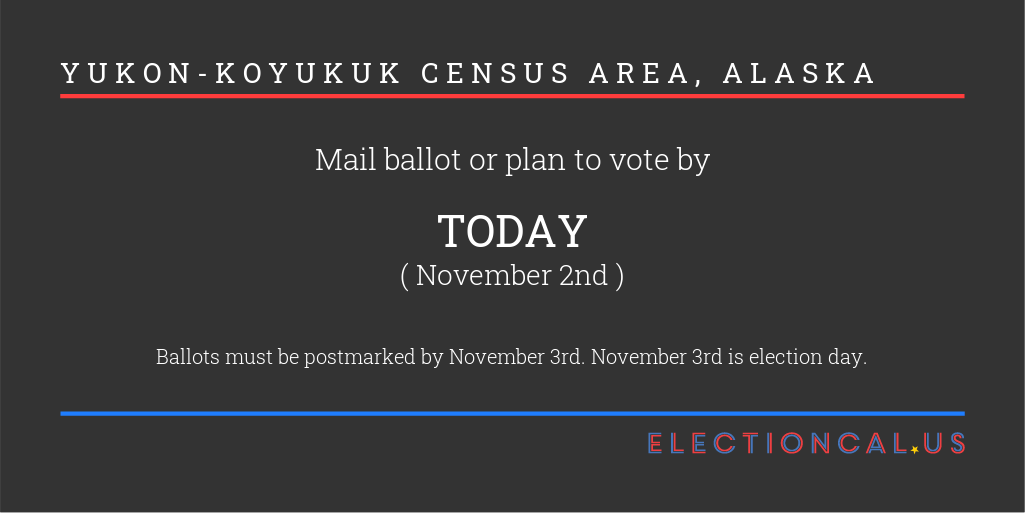 YUKON-KOYUKUK CENSUS AREA, ALASKA
Mail ballot or plan to vote by
TODAY
( November 2nd )
Ballots must be postmarked by November 3rd. November 3rd is election day.
ELECTIONCAL.US